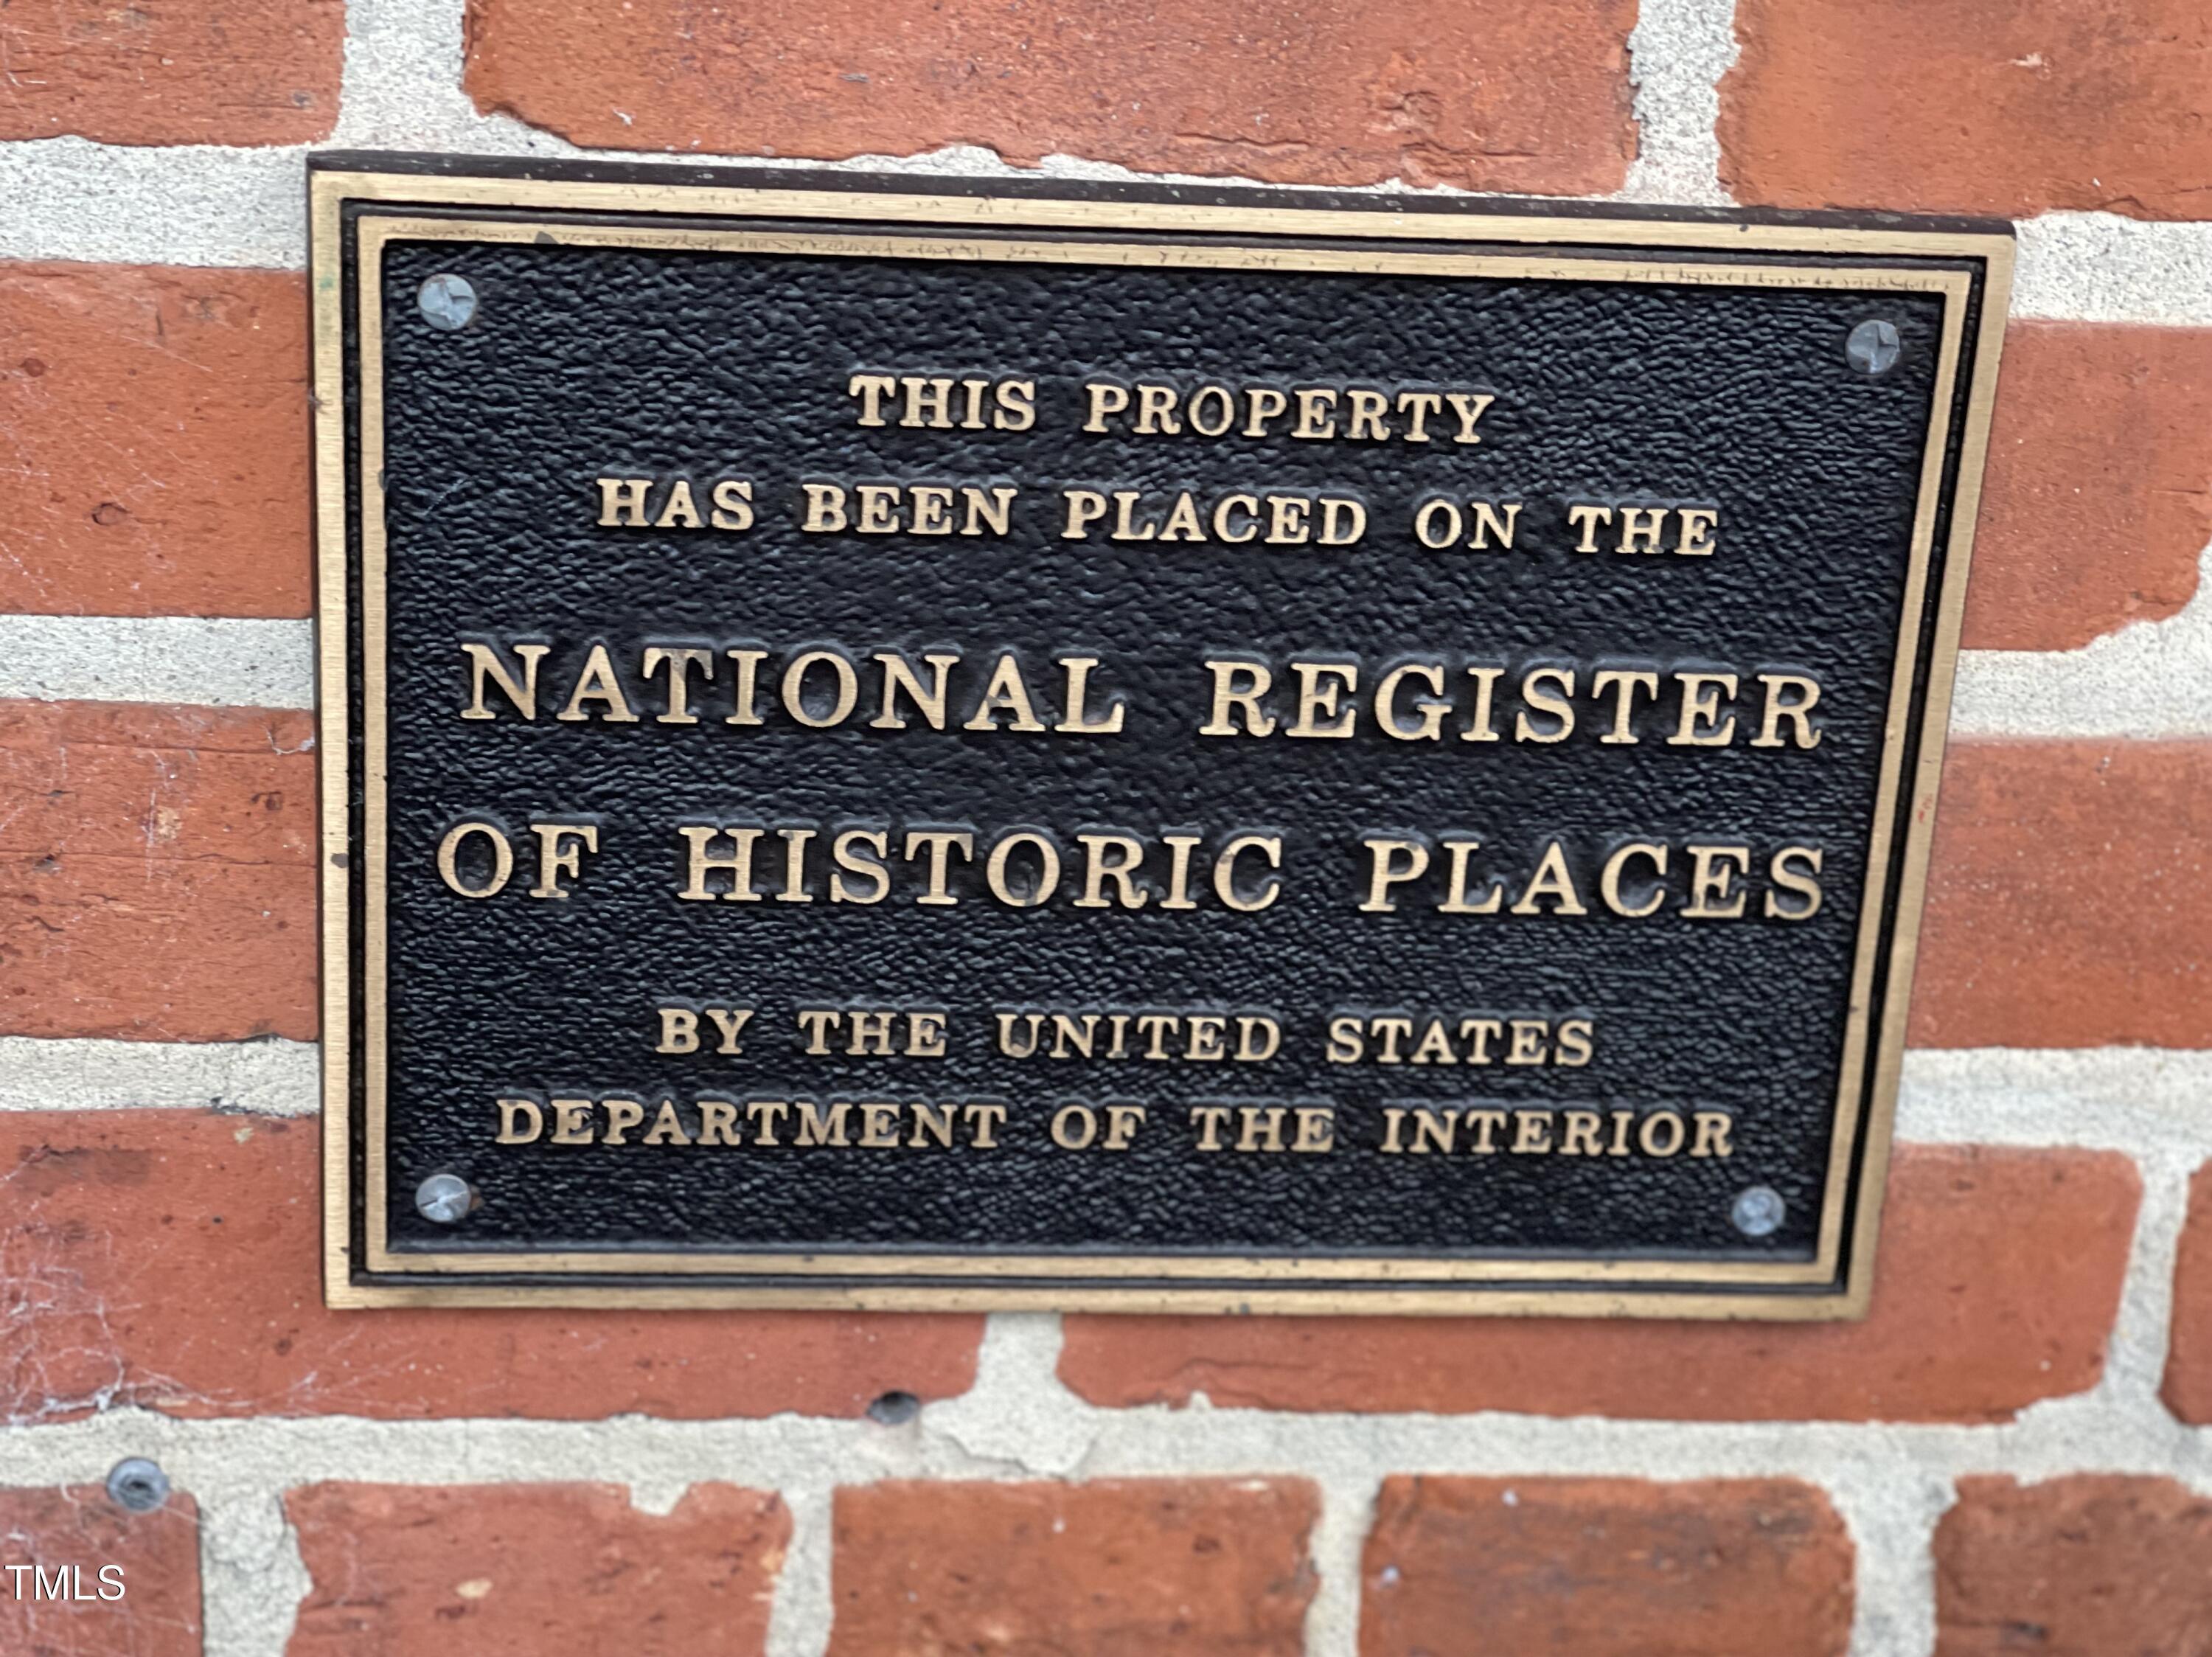 THIS PROPERTY
HAS BEEN PLACED ON THE
NATIONAL REGISTER
OF HISTORIC PLACES
BY THE UNITED STATES
DEPARTMENT OF THE INTERIOR
TMLS